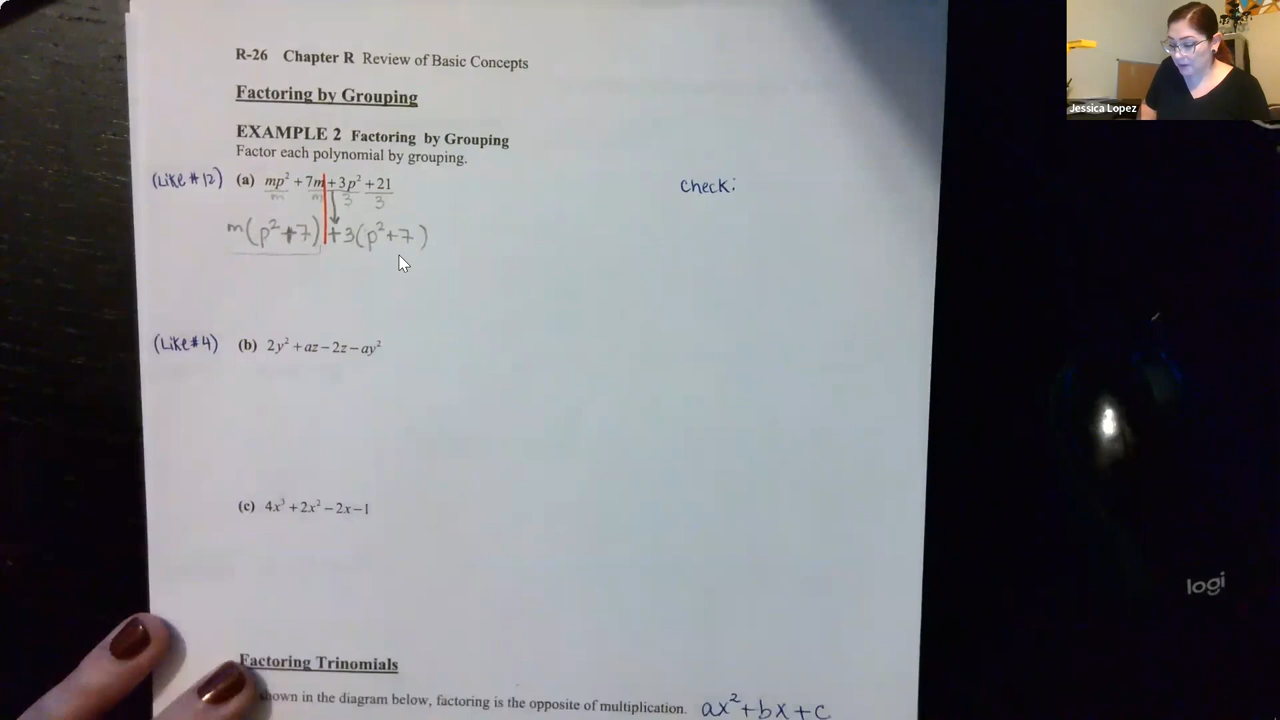 Jessica Lopez
R-26 Chapter R Review of Basic Concepts
Factoring by Grouping
EXAMPLE 2 Factoring by Grouping
Factor each polynomial by grouping.
(Like #12) (a) mp² + 7m + 3p² + 21
m m 3 3
m(p²+7) +3(p²+7)
check:
(Like #4) (b) 2y² + az − 2z − ay²
(c) 4x³ + 2x² − 2x − 1
logi
Factoring Trinomials
shown in the diagram below, factoring is the opposite of multiplication. ax²+bx+c